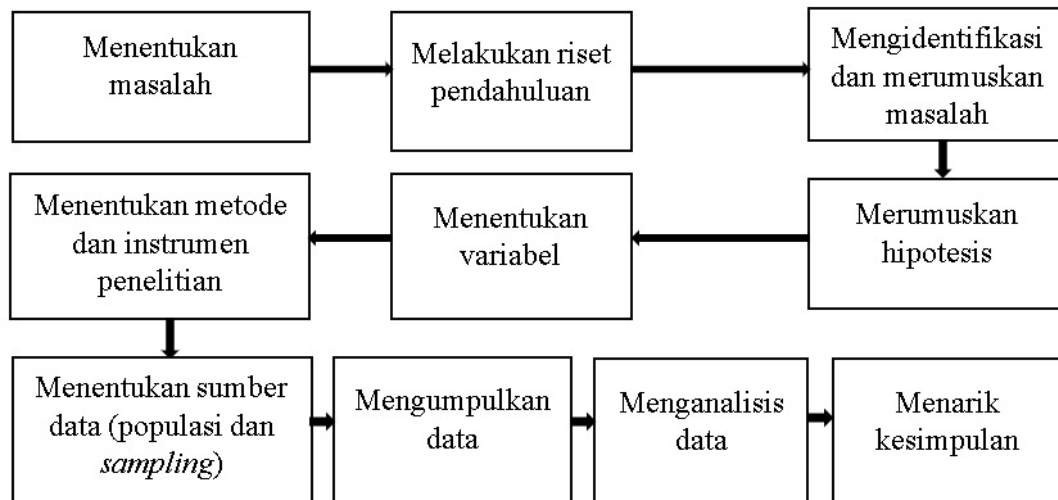 Menentukan
masalah
Melakukan riset
pendahuluan
Mengidentifikasi
dan merumuskan
masalah
Merumuskan
hipotesis
Menentukan
variabel
Menentukan metode
dan instrumen
penelitian
Menentukan sumber
data (populasi dan
sampling)
Mengumpulkan
data
Menganalisis
data
Menarik
kesimpulan